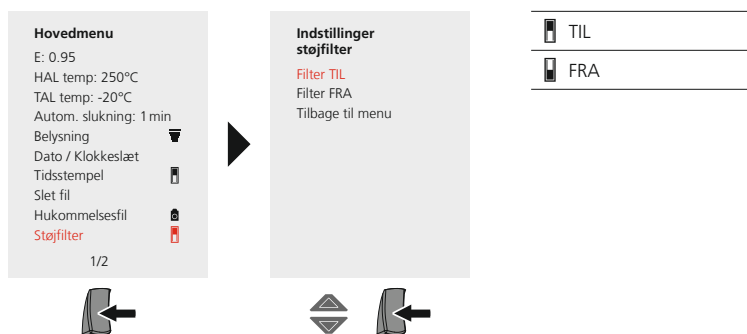 Hovedmenu
E: 0.95
HAL temp: 250°C
TAL temp: -20°C
Autom. slukning: 1 min
Belysning
Dato / Klokkeslæt
Tidsstempel
Slet fil
Hukommelsesfil
Støjfilter
1/2
Indstillinger
støjfilter
Filter TIL
Filter FRA
Tilbage til menu
TIL
FRA